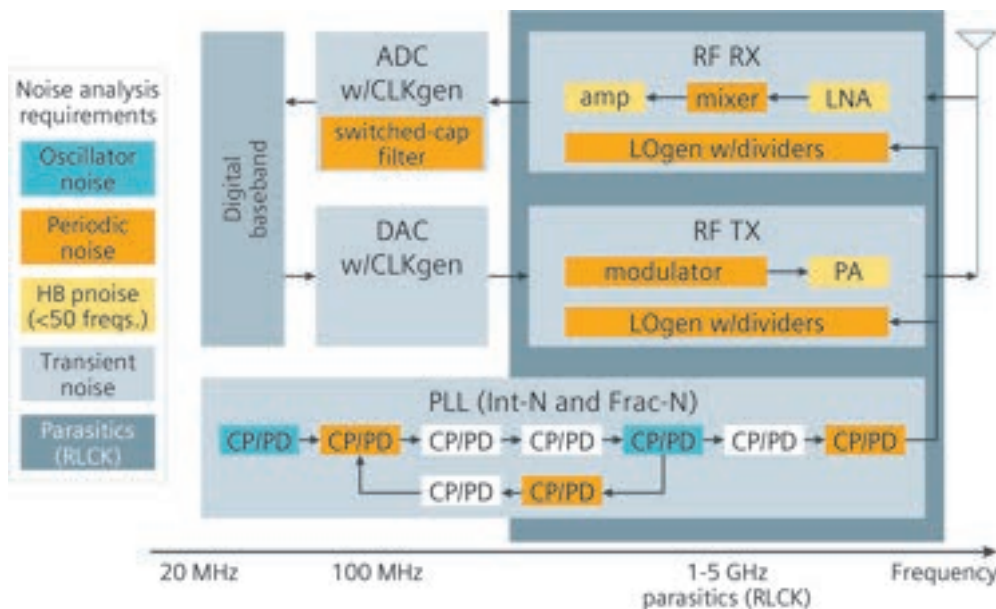 Noise analysis
requirements
Oscillator
noise
Periodic
noise
HB pnoise
(<50 freqs.)
Transient
noise
Parasitics
(RLCK)
Digital
baseband
ADC
w/CLKgen
switched-cap
filter
DAC
w/CLKgen
RF RX
amp
mixer
LNA
LOgen w/dividers
RF TX
modulator
PA
LOgen w/dividers
PLL (Int-N and Frac-N)
CP/PD
CP/PD
CP/PD
CP/PD
CP/PD
CP/PD
CP/PD
CP/PD
CP/PD
20 MHz
100 MHz
1-5 GHz
parasitics (RLCK)
Frequency